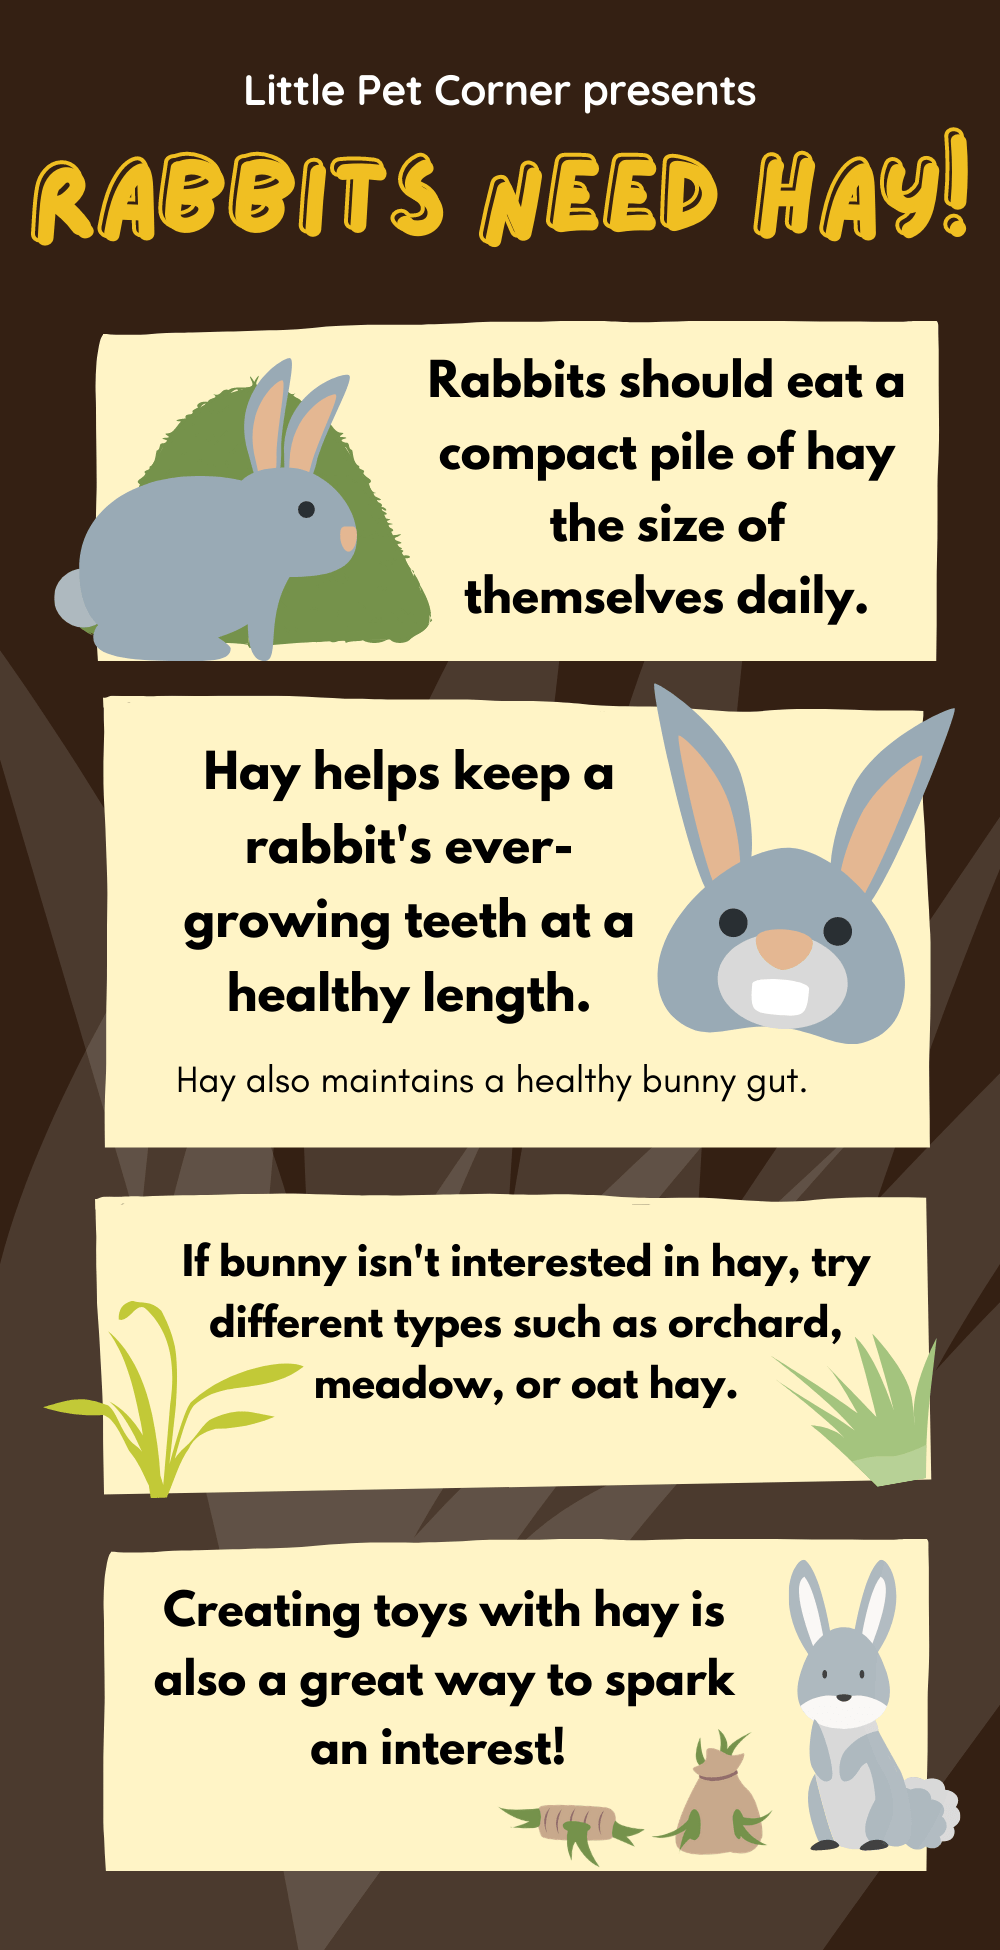 Little Pet Corner presents
RABBITS NEED HAY!
Rabbits should eat a
compact pile of hay
the size of
themselves daily.
Hay helps keep a
rabbit's ever-
growing teeth at a
healthy length.
Hay also maintains a healthy bunny gut.
If bunny isn't interested in hay, try
different types such as orchard,
meadow, or oat hay.
Creating toys with hay is
also a great way to spark
an interest!